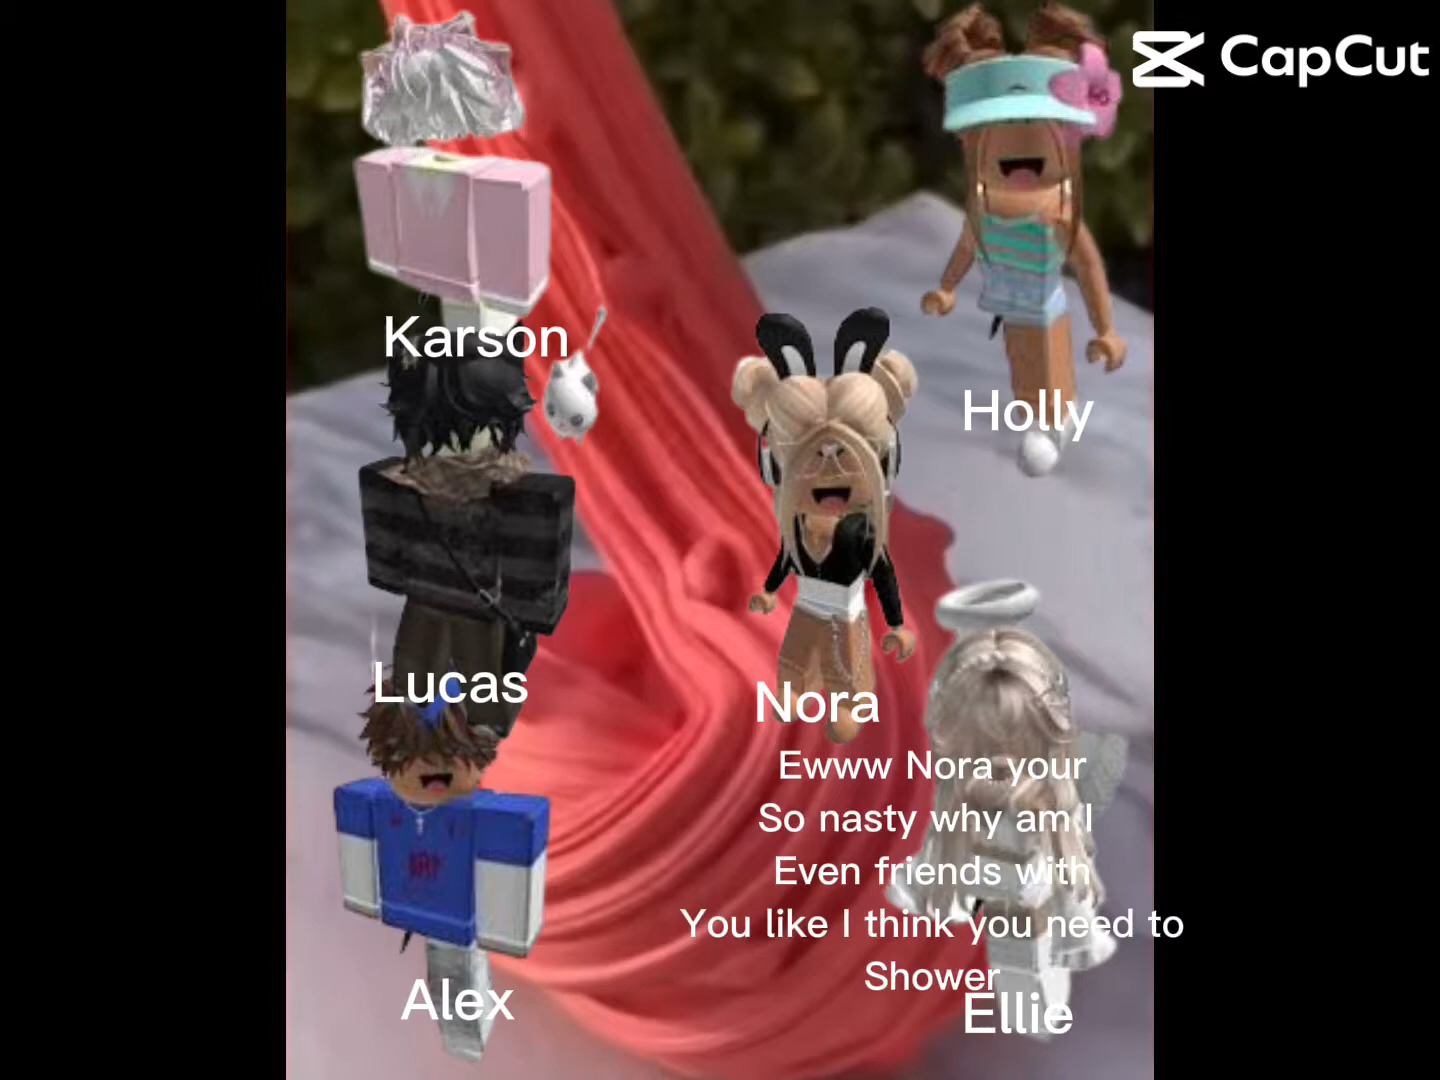 CapCut
Karson
Holly
Lucas
Nora
Ewww Nora your
So nasty why am I
Even friends with
You like I think you need to
Shower
Alex
Ellie